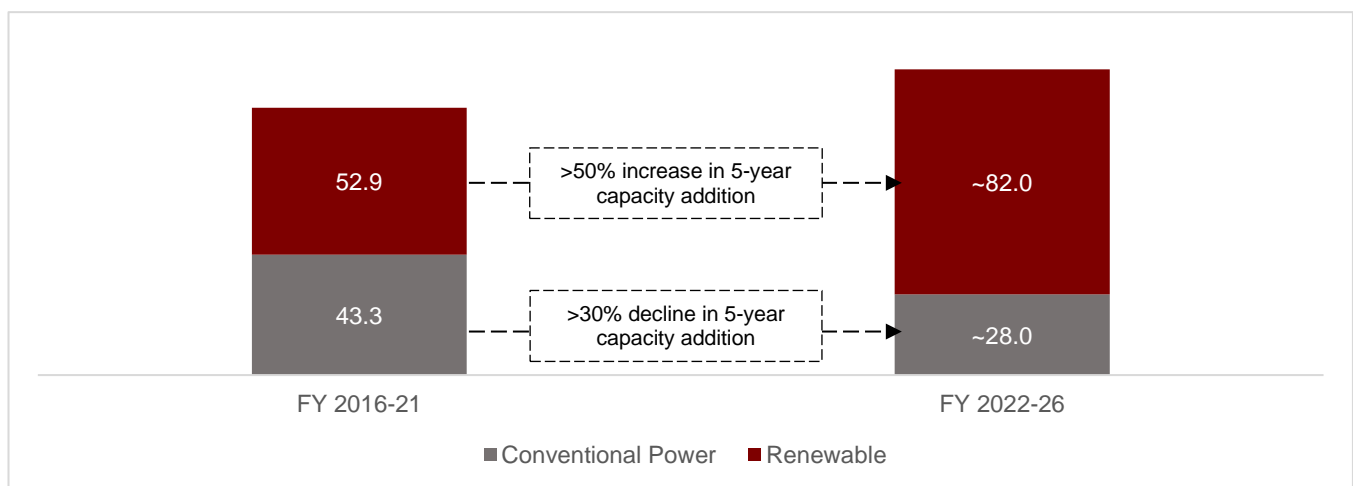 52.9
>50% increase in 5-year
capacity addition
~82.0
43.3
>30% decline in 5-year
capacity addition
~28.0
FY 2016-21
FY 2022-26
Conventional Power
Renewable